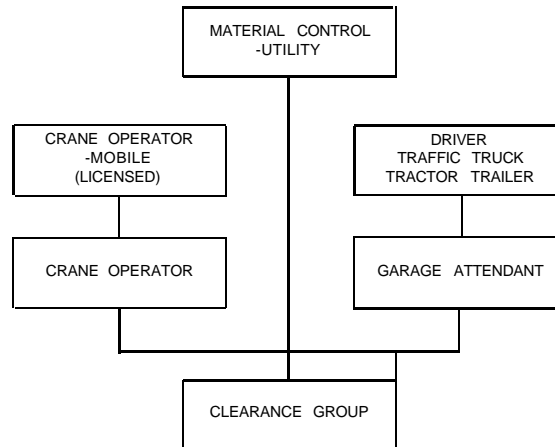 MATERIAL CONTROL
-UTILITY
CRANE OPERATOR
-MOBILE
(LICENSED)
DRIVER
TRAFFIC TRUCK
TRACTOR TRAILER
CRANE OPERATOR
GARAGE ATTENDANT
CLEARANCE GROUP